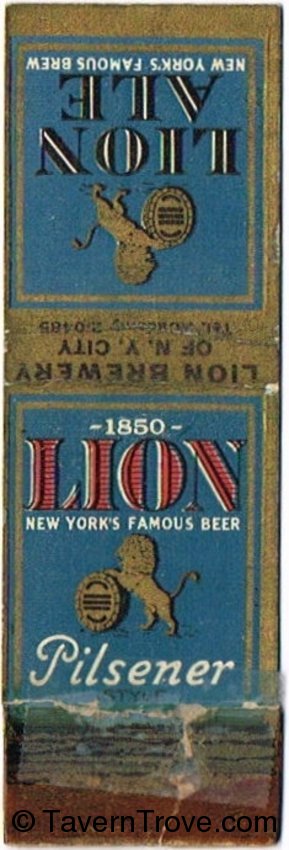 NEW YORK'S FAMOUS BREW
LION
ALE
LION BREWERY
OF N. Y. CITY
-1850-
LION
NEW YORK'S FAMOUS BEER
Pilsener
STYLE
© TavernTrove.com